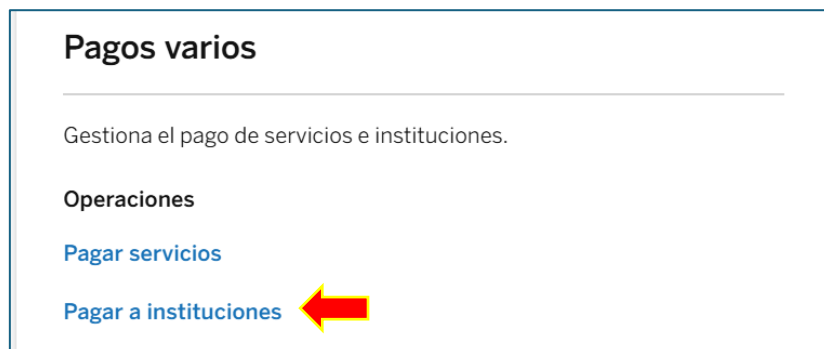 Pagos varios
Gestiona el pago de servicios e instituciones.
Operaciones
Pagar servicios
Pagar a instituciones